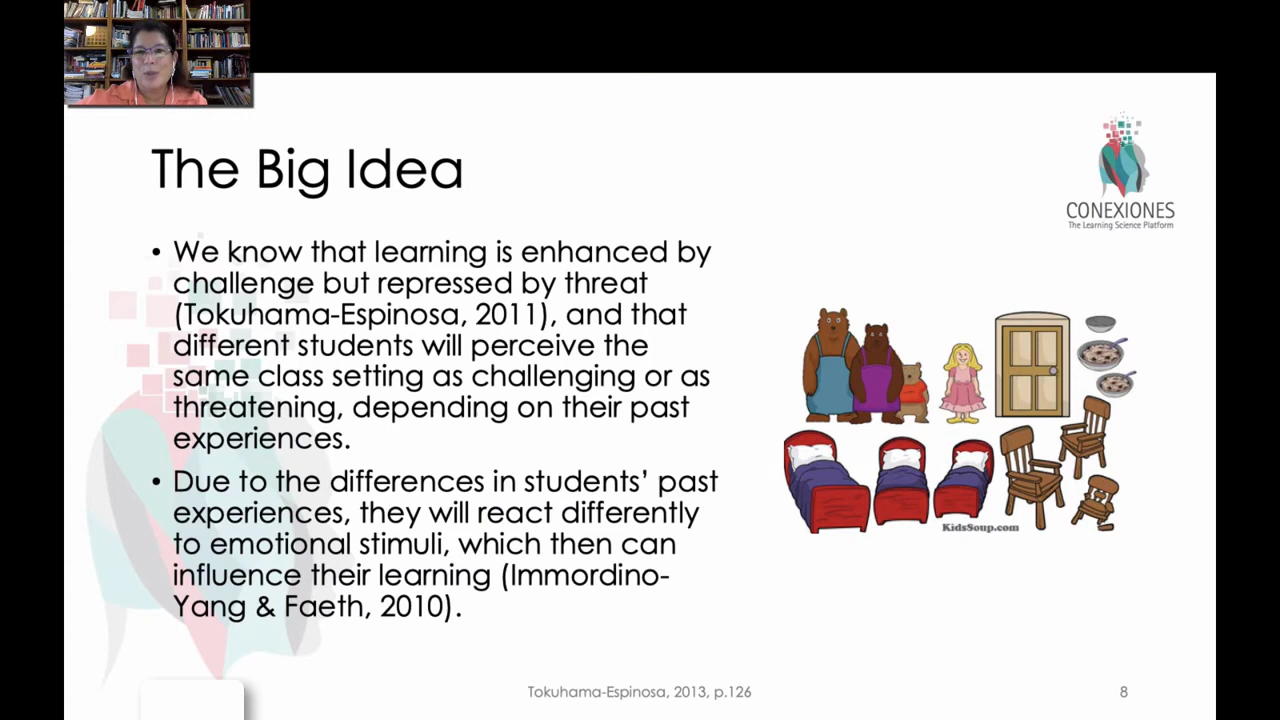 The Big Idea
CONEXIONES
The Learning Science Platform
• We know that learning is enhanced by
challenge but repressed by threat
(Tokuhama-Espinosa, 2011), and that
different students will perceive the
same class setting as challenging or as
threatening, depending on their past
experiences.
• Due to the differences in students’ past
experiences, they will react differently
to emotional stimuli, which then can
influence their learning (Immordino-
Yang & Faeth, 2010).
KidsSoup.com
Tokuhama-Espinosa, 2013, p.126
8